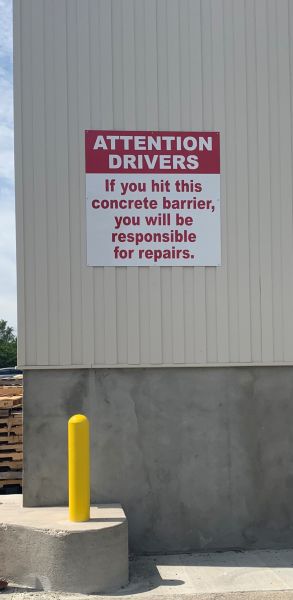 ATTENTION
DRIVERS
If you hit this
concrete barrier,
you will be
responsible
for repairs.